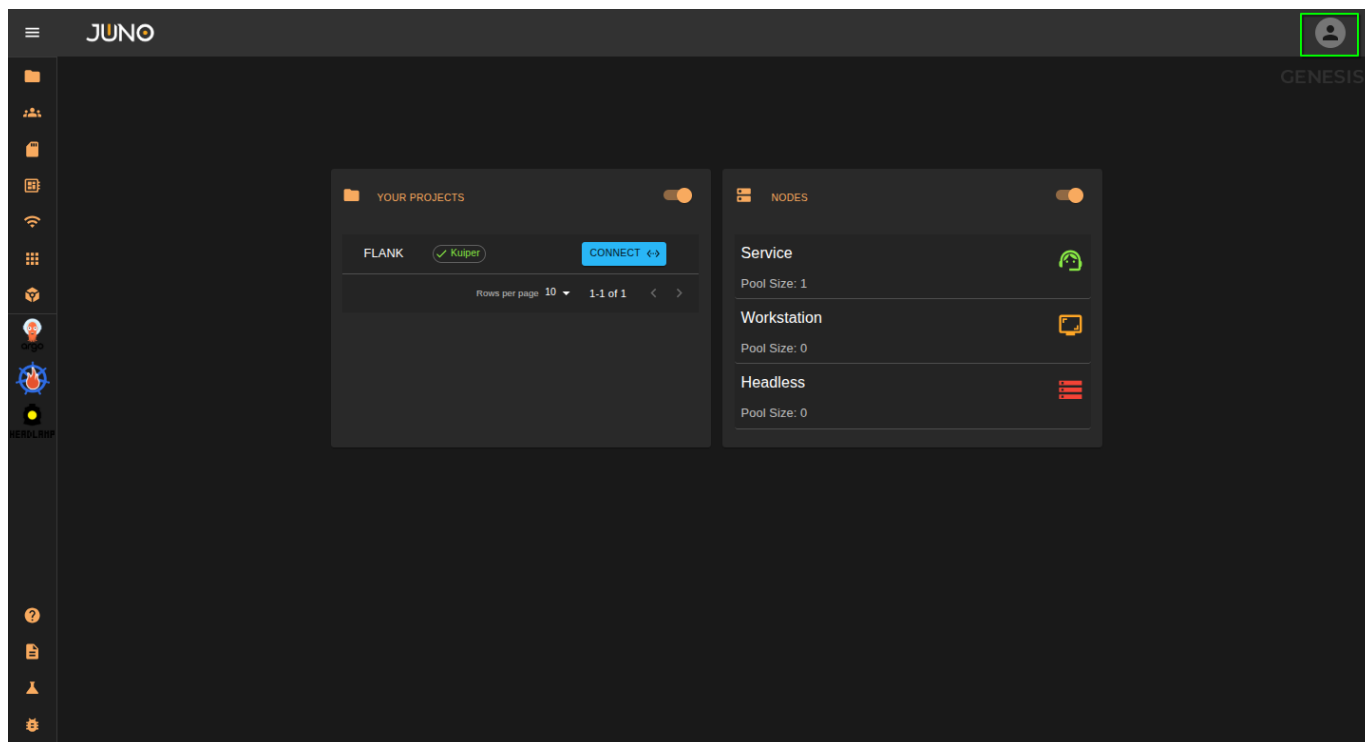 JUNO
GENESIS
YOUR PROJECTS
FLANK Kuiper CONNECT
Rows per page 10 1-1 of 1
NODES
Service
Pool Size: 1
Workstation
Pool Size: 0
Headless
Pool Size: 0
argo
HEADLAMP